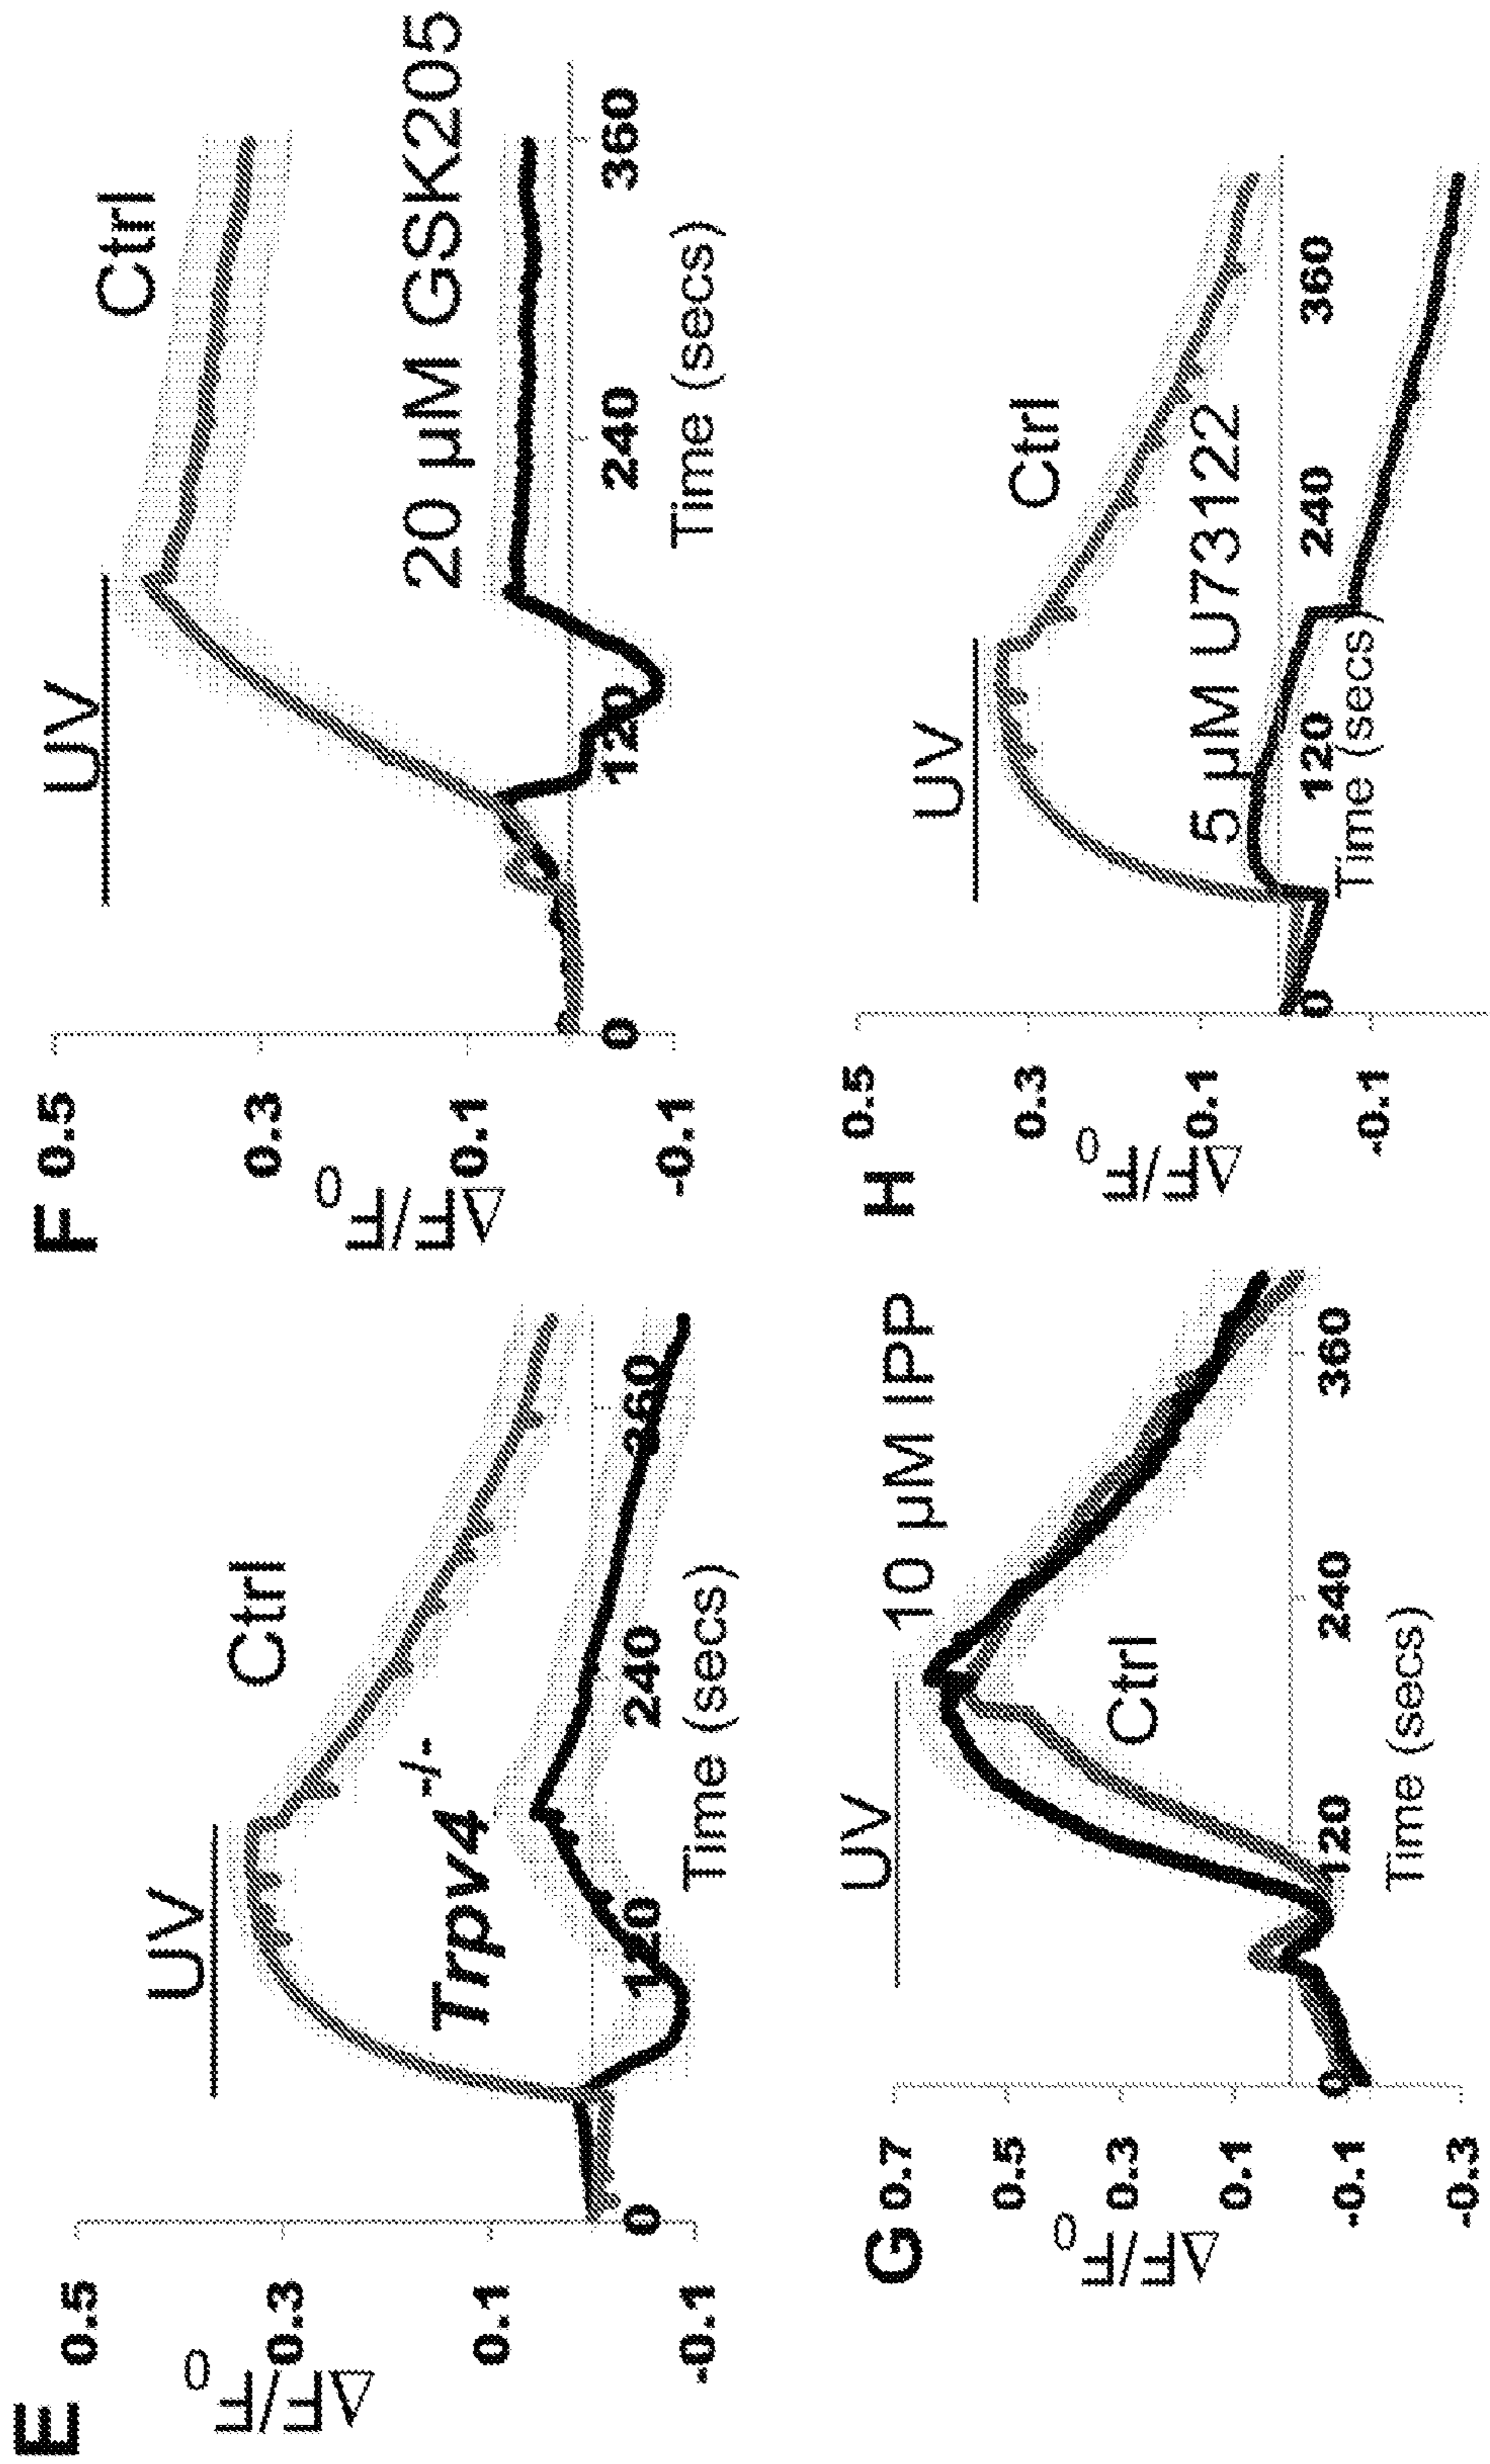 E
0.5
0.3
0.1
-0.1
ΔF/F0
UV
Ctrl
Trpv4-/-
0
120
240
360
Time (secs)
F
0.5
0.3
0.1
-0.1
ΔF/F0
UV
Ctrl
20 µM GSK205
0
120
240
360
Time (secs)
G
0.7
0.5
0.3
0.1
-0.1
-0.3
ΔF/F0
UV
10 µM IPP
Ctrl
0
120
240
360
Time (secs)
H
0.5
0.3
0.1
-0.1
ΔF/F0
UV
Ctrl
5 µM U73122
0
120
240
360
Time (secs)